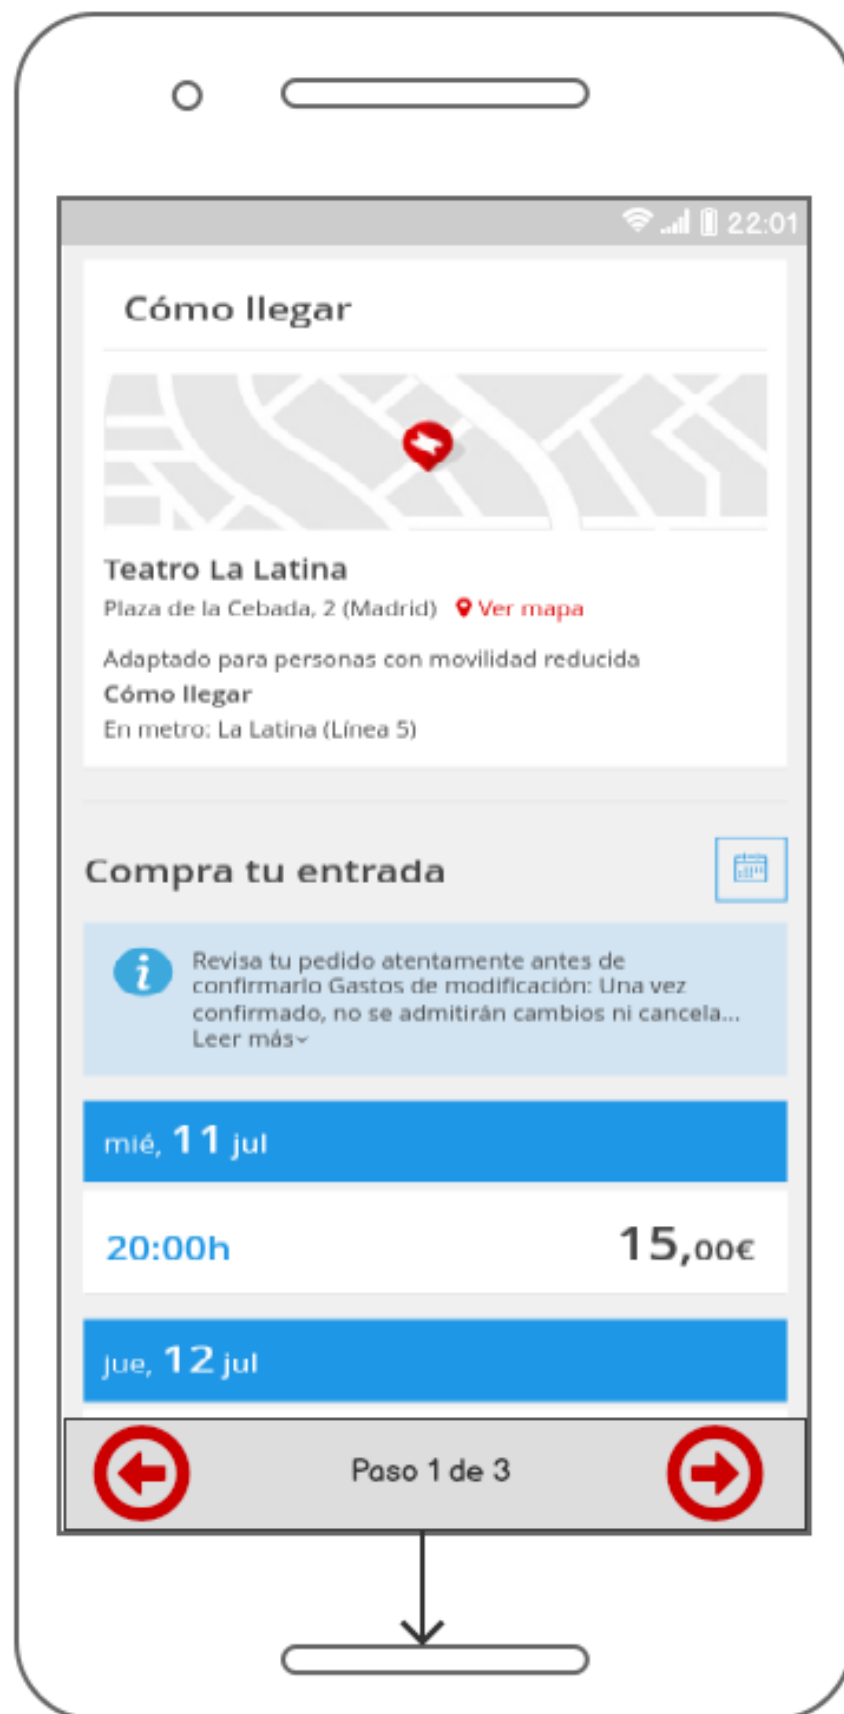 22:01
Cómo llegar
Teatro La Latina
Plaza de la Cebada, 2 (Madrid) Ver mapa
Adaptado para personas con movilidad reducida
Cómo llegar
En metro: La Latina (Línea 5)
Compra tu entrada
Revisa tu pedido atentamente antes de
confirmarlo Gastos de modificación: Una vez
confirmado, no se admitirán cambios ni cancela...
Leer más
mié, 11 jul
20:00h 15,00€
jue, 12 jul
Paso 1 de 3